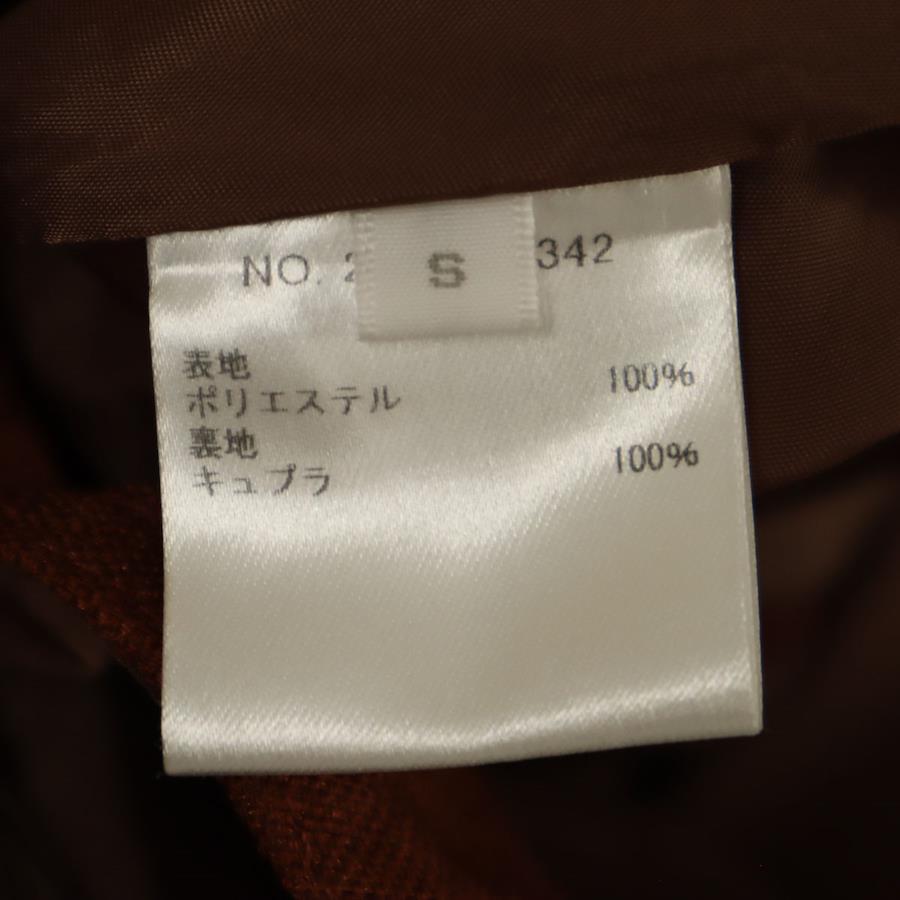 NO. 2 S 342
表地
ポリエステル 100%
裏地
キュプラ 100%